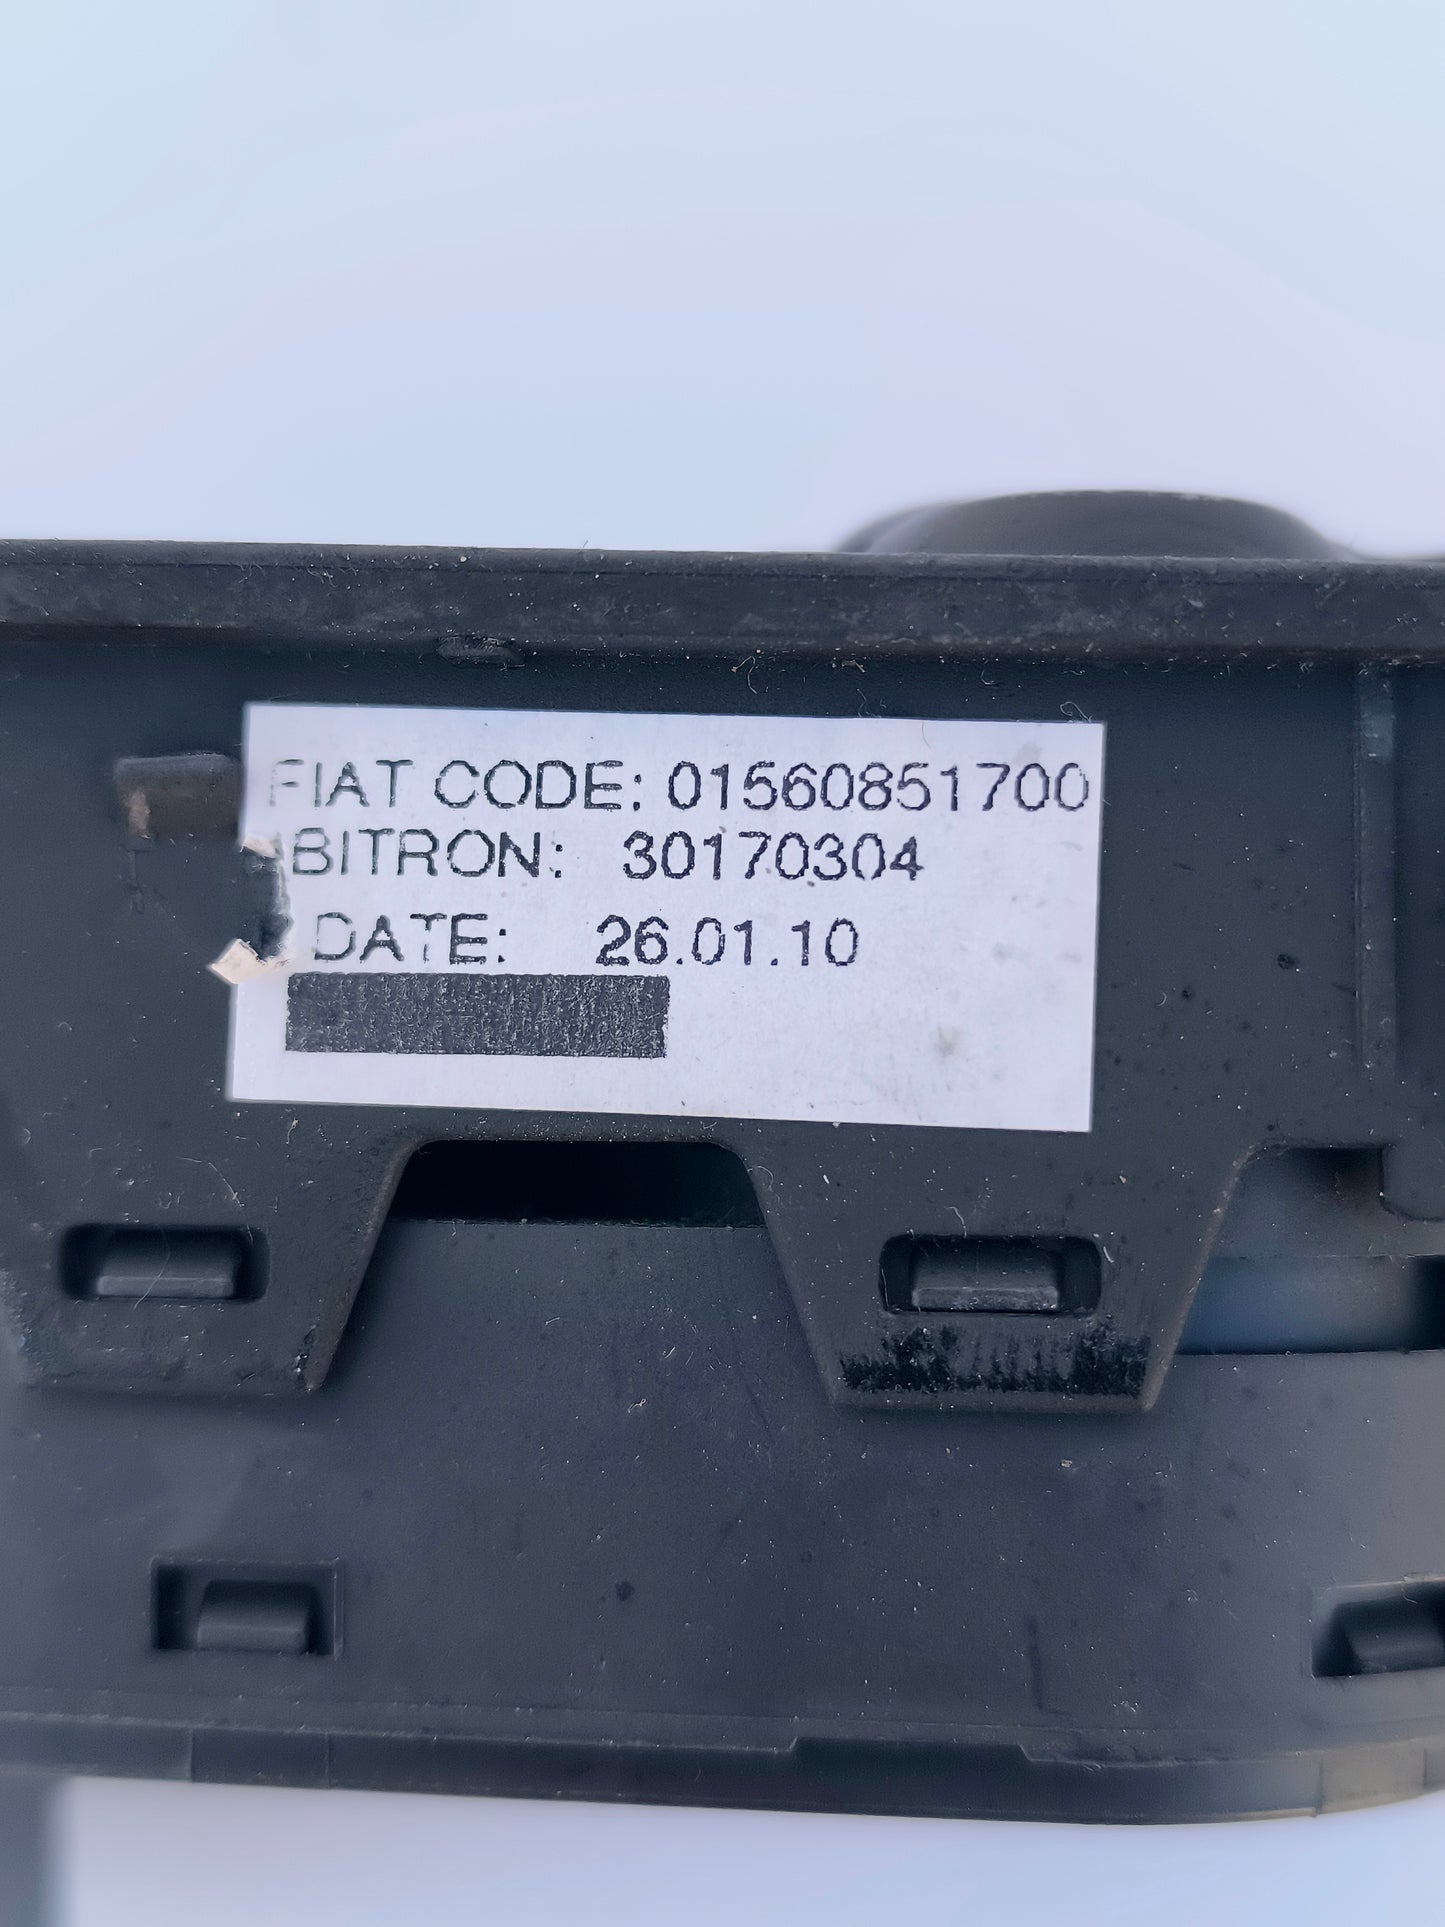 FIAT CODE: 01560851700
BITRON: 30170304
DATE: 26.01.10